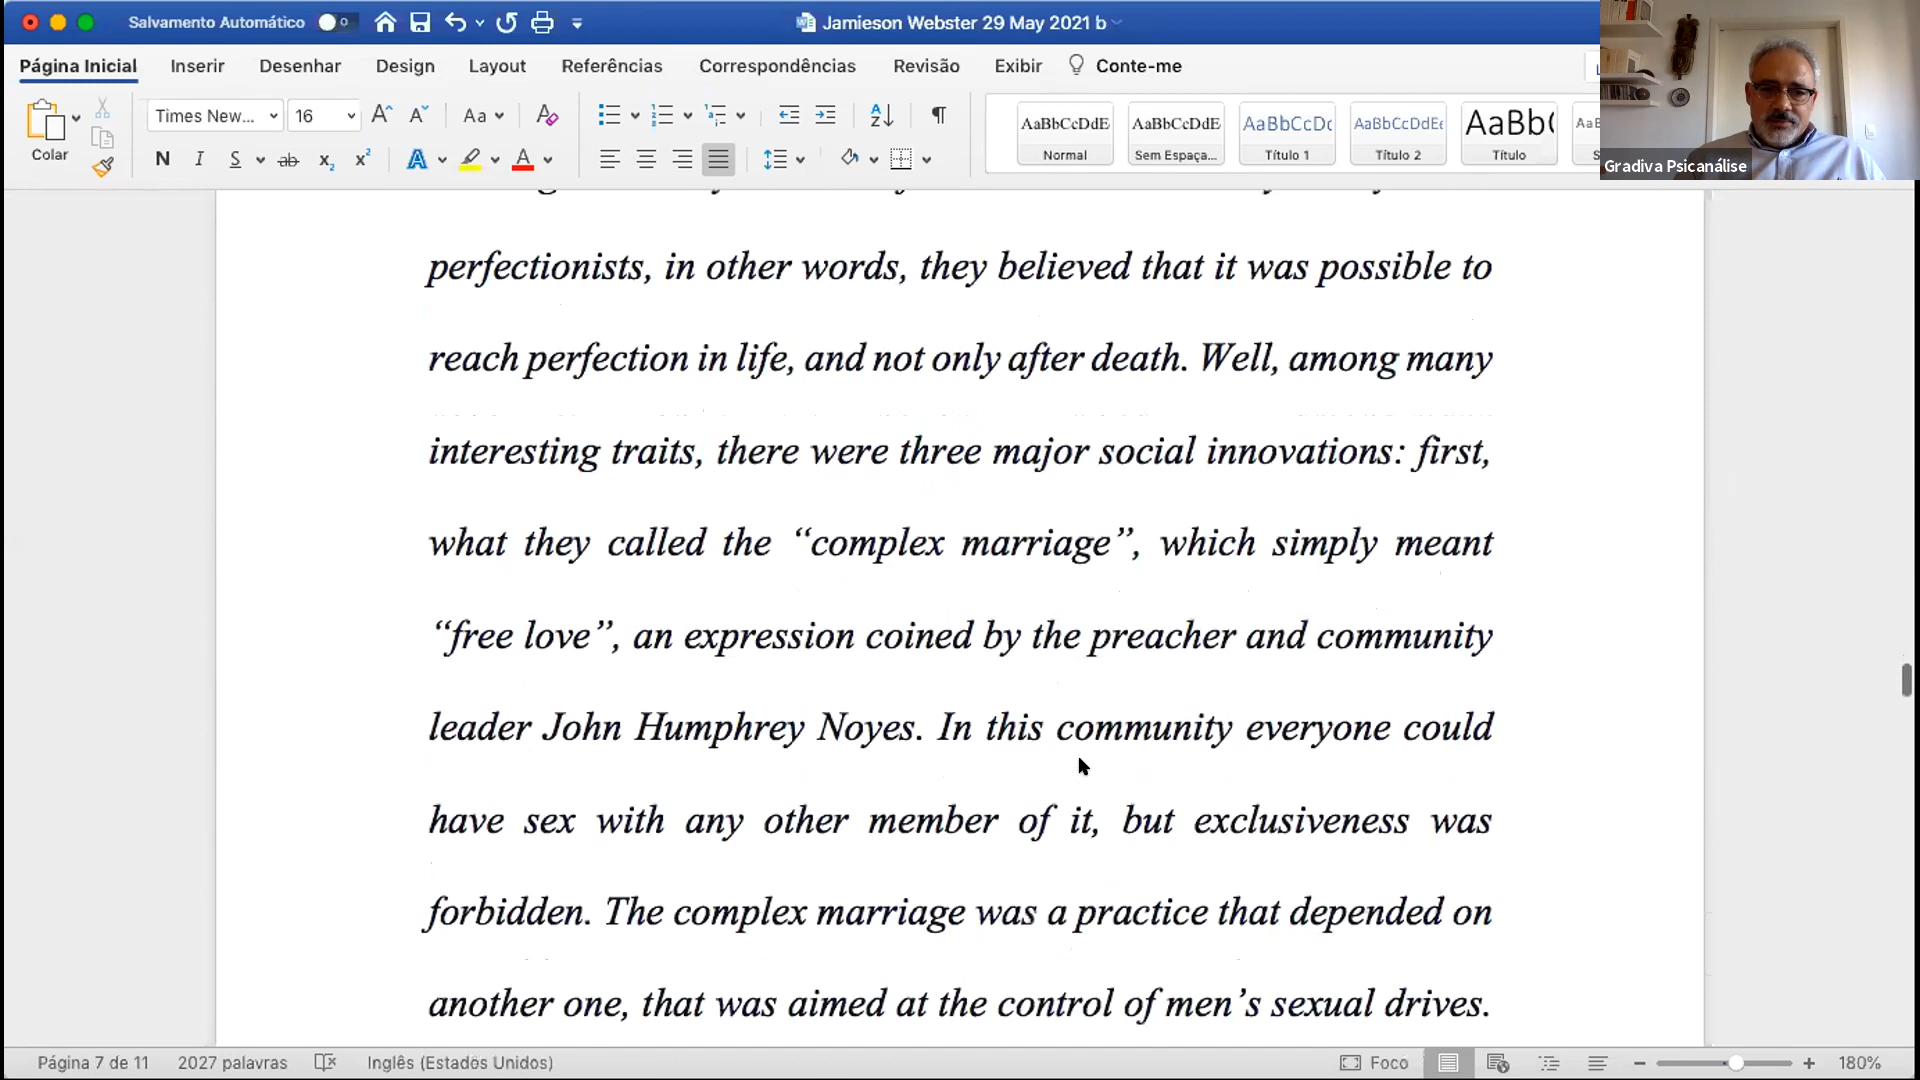 Salvamento Automático
Jamieson Webster 29 May 2021 b
Página Inicial Inserir Desenhar Design Layout Referências Correspondências Revisão Exibir Conte-me
Colar
Times New... 16 Aa
N I S ab x₂ x² A A
AaBbCcDdE AaBbCcDdE AaBbCcDc AaBbCcDdEe AaBb( AaB
Normal Sem Espaça... Título 1 Título 2 Título S
Gradiva Psicanálise
perfectionists, in other words, they believed that it was possible to
reach perfection in life, and not only after death. Well, among many
interesting traits, there were three major social innovations: first,
what they called the “complex marriage”, which simply meant
“free love”, an expression coined by the preacher and community
leader John Humphrey Noyes. In this community everyone could
have sex with any other member of it, but exclusiveness was
forbidden. The complex marriage was a practice that depended on
another one, that was aimed at the control of men’s sexual drives.
Página 7 de 11 2027 palavras Inglês (Estados Unidos) Foco 180%